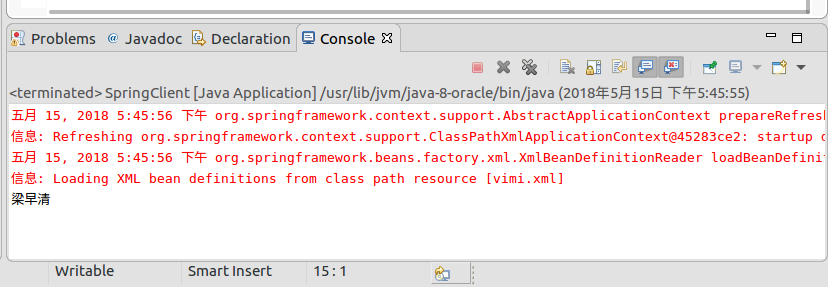 Problems @ Javadoc Declaration Console
<terminated> SpringClient [Java Application] /usr/lib/jvm/java-8-oracle/bin/java (2018年5月15日 下午5:45:55)
五月 15, 2018 5:45:56 下午 org.springframework.context.support.AbstractApplicationContext prepareRefresh
信息: Refreshing org.springframework.context.support.ClassPathXmlApplicationContext@45283ce2: startup
五月 15, 2018 5:45:56 下午 org.springframework.beans.factory.xml.XmlBeanDefinitionReader loadBeanDefini
信息: Loading XML bean definitions from class path resource [vimi.xml]
梁早清
Writable Smart Insert 15 : 1